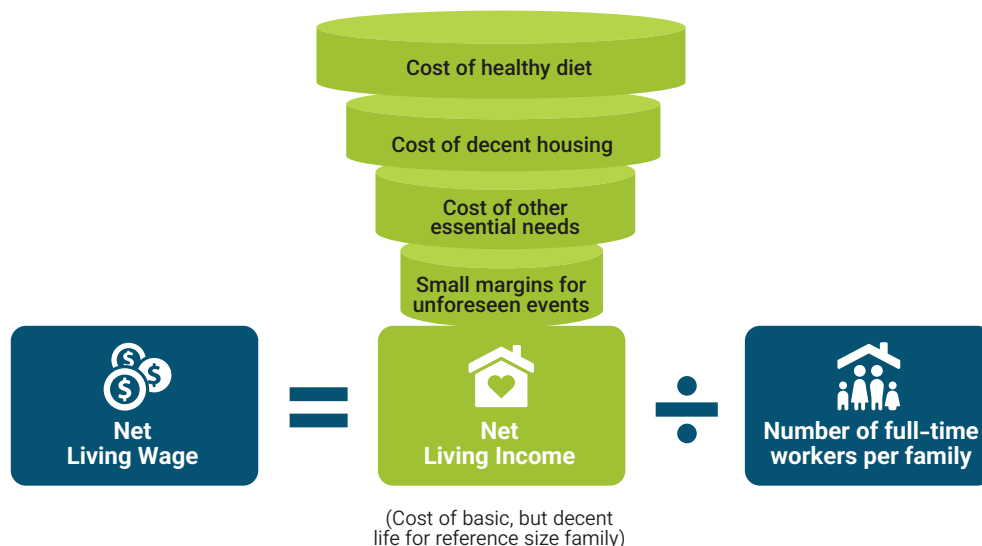 Cost of healthy diet
Cost of decent housing
Cost of other
essential needs
Small margins for
unforeseen events
$
$
$
Net
Living Wage
=
Net
Living Income
÷
Number of full-time
workers per family
(Cost of basic, but decent
life for reference size family)